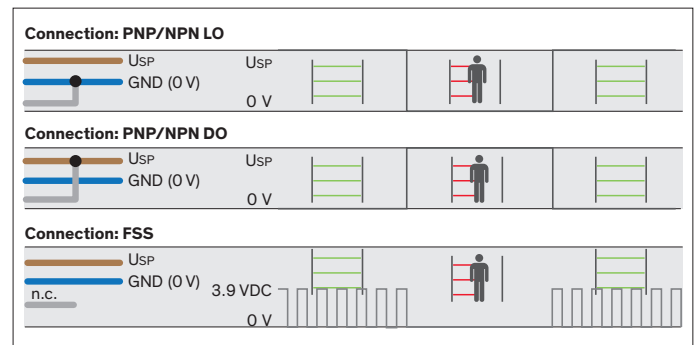 Connection: PNP/NPN LO
USP
USP
GND (0 V)
0 V
Connection: PNP/NPN DO
USP
USP
GND (0 V)
0 V
Connection: FSS
USP
GND (0 V)
n.c.
3.9 VDC
0 V